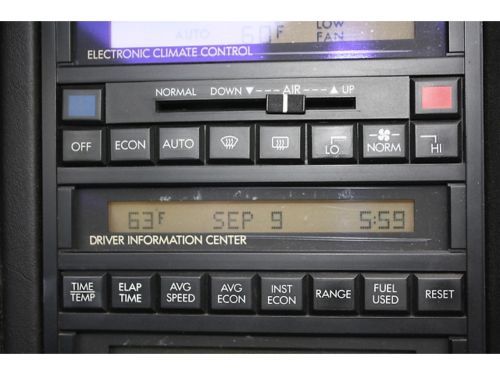 AUTO 60F LOW
FAN
ELECTRONIC CLIMATE CONTROL
NORMAL DOWN ▼ --- AIR --- ▲ UP
OFF ECON AUTO LO NORM HI
63F SEP 9 5:59
DRIVER INFORMATION CENTER
TIME ELAP AVG AVG INST RANGE FUEL RESET
TEMP TIME SPEED ECON ECON USED